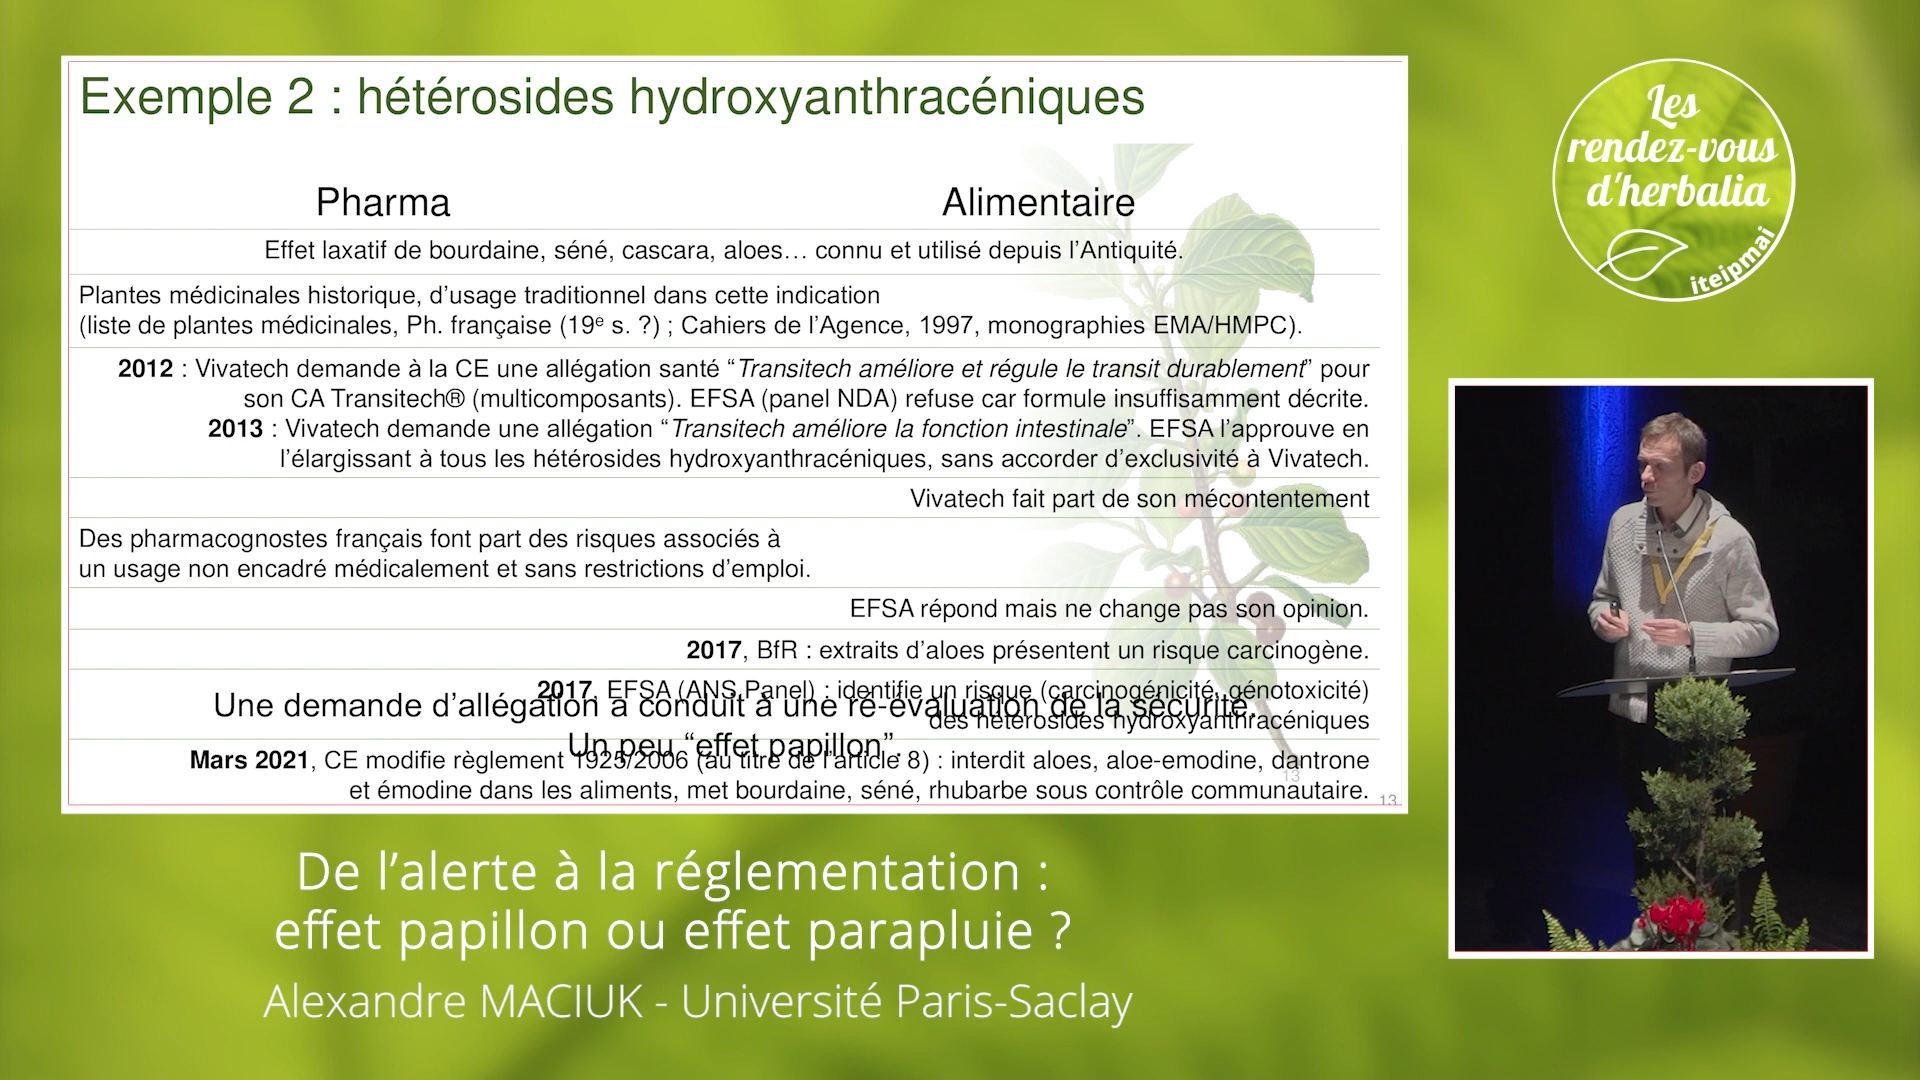 Exemple 2 : hétérosides hydroxyanthracéniques
Pharma
Alimentaire
Effet laxatif de bourdaine, séné, cascara, aloes… connu et utilisé depuis l’Antiquité.
Plantes médicinales historique, d’usage traditionnel dans cette indication
(liste de plantes médicinales, Ph. française (19e s. ?) ; Cahiers de l’Agence, 1997, monographies EMA/HMPC).
2012 : Vivatech demande à la CE une allégation santé “Transitech améliore et régule le transit durablement” pour
son CA Transitech® (multicomposants). EFSA (panel NDA) refuse car formule insuffisamment décrite.
2013 : Vivatech demande une allégation “Transitech améliore la fonction intestinale”. EFSA l’approuve en
l’élargissant à tous les hétérosides hydroxyanthracéniques, sans accorder d’exclusivité à Vivatech.
Vivatech fait part de son mécontentement
Des pharmacognostes français font part des risques associés à
un usage non encadré médicalement et sans restrictions d’emploi.
EFSA répond mais ne change pas son opinion.
2017, BfR : extraits d’aloes présentent un risque carcinogène.
2017, EFSA (ANS Panel) : identifie un risque (carcinogénicité, génotoxicité)
des hétérosides hydroxyanthracéniques
Une demande d’allégation a conduit à une ré-évaluation de la sécurité.
Un peu “effet papillon”.
Mars 2021, CE modifie règlement 1925/2006 (au titre de l’article 8) : interdit aloes, aloe-emodine, dantrone
et émodine dans les aliments, met bourdaine, séné, rhubarbe sous contrôle communautaire.
13
13
Les
rendez-vous
d’herbalia
iteipmai
De l’alerte à la réglementation :
effet papillon ou effet parapluie ?
Alexandre MACIUK - Université Paris-Saclay